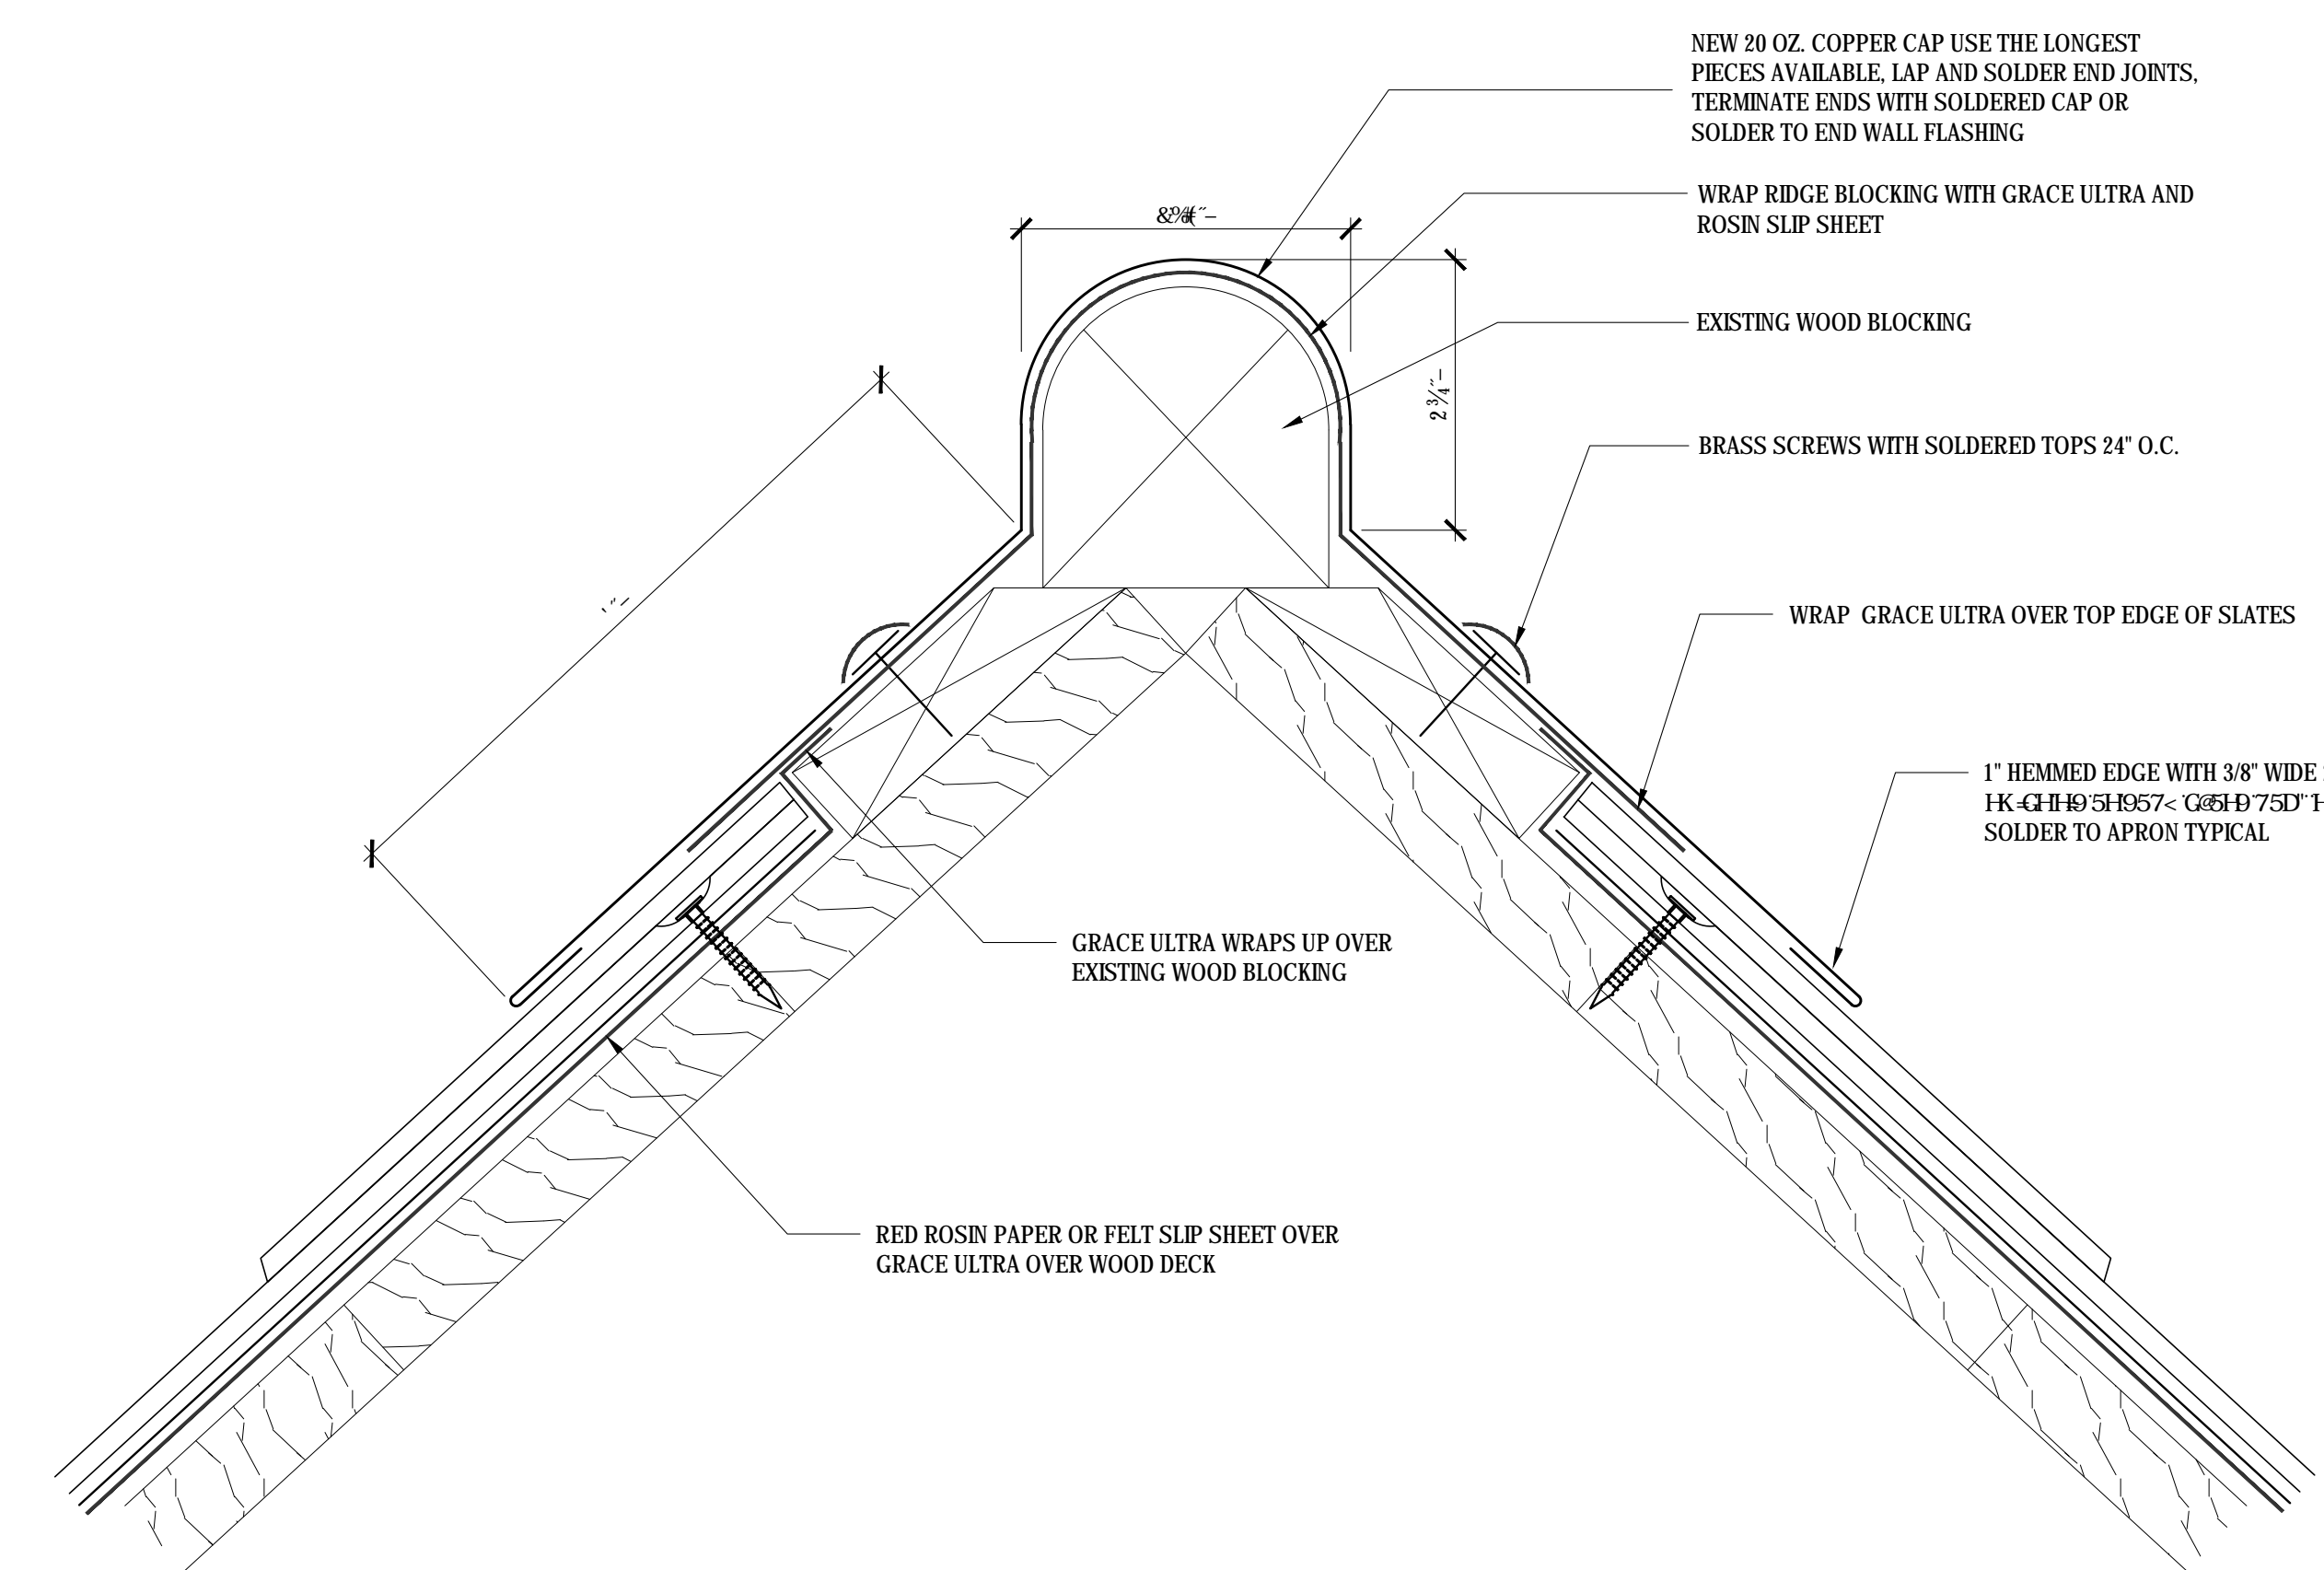 NEW 20 OZ. COPPER CAP USE THE LONGEST
PIECES AVAILABLE, LAP AND SOLDER END JOINTS,
TERMINATE ENDS WITH SOLDERED CAP OR
SOLDER TO END WALL FLASHING
WRAP RIDGE BLOCKING WITH GRACE ULTRA AND
ROSIN SLIP SHEET
EXISTING WOOD BLOCKING
2 3/4"
BRASS SCREWS WITH SOLDERED TOPS 24" O.C.
WRAP GRACE ULTRA OVER TOP EDGE OF SLATES
1" HEMMED EDGE WITH 3/8" WIDE
SOLDER TO APRON TYPICAL
GRACE ULTRA WRAPS UP OVER
EXISTING WOOD BLOCKING
RED ROSIN PAPER OR FELT SLIP SHEET OVER
GRACE ULTRA OVER WOOD DECK